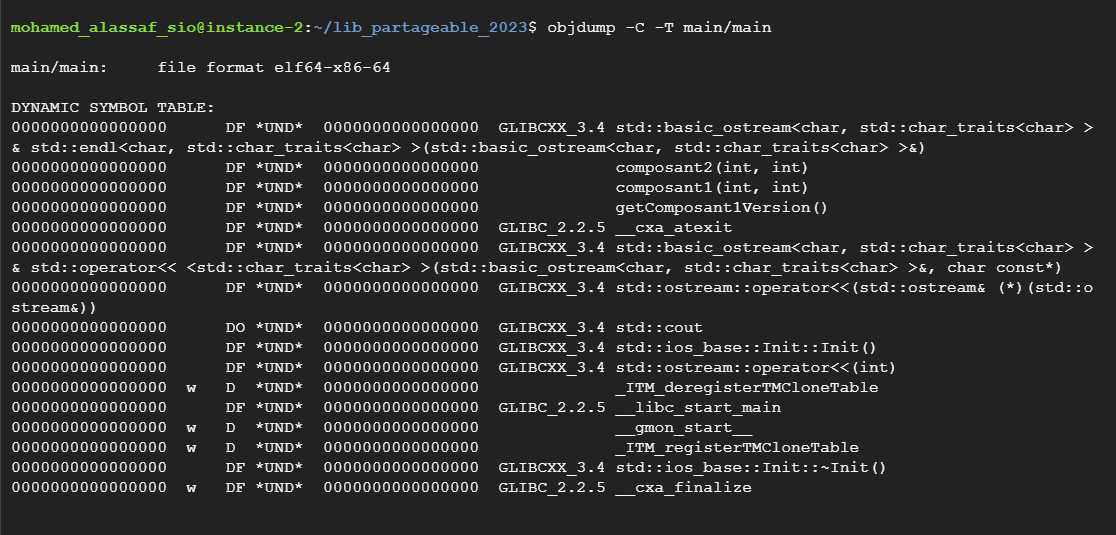 mohamed_alassaf_sio@instance-2:~/lib_partageable_2023$ objdump -C -T main/main
main/main:     file format elf64-x86-64
DYNAMIC SYMBOL TABLE:
0000000000000000      DF *UND*  0000000000000000  GLIBCXX_3.4 std::basic_ostream<char, std::char_traits<char> >
& std::endl<char, std::char_traits<char> >(std::basic_ostream<char, std::char_traits<char> >&)
0000000000000000      DF *UND*  0000000000000000              composant2(int, int)
0000000000000000      DF *UND*  0000000000000000              composant1(int, int)
0000000000000000      DF *UND*  0000000000000000              getComposant1Version()
0000000000000000      DF *UND*  0000000000000000  GLIBC_2.2.5 __cxa_atexit
0000000000000000      DF *UND*  0000000000000000  GLIBCXX_3.4 std::basic_ostream<char, std::char_traits<char> >
& std::operator<< <std::char_traits<char> >(std::basic_ostream<char, std::char_traits<char> >&, char const*)
0000000000000000      DF *UND*  0000000000000000  GLIBCXX_3.4 std::ostream::operator<<(std::ostream& (*)(std::o
stream&))
0000000000000000      DO *UND*  0000000000000000  GLIBCXX_3.4 std::cout
0000000000000000      DF *UND*  0000000000000000  GLIBCXX_3.4 std::ios_base::Init::Init()
0000000000000000      DF *UND*  0000000000000000  GLIBCXX_3.4 std::ostream::operator<<(int)
0000000000000000  w   D  *UND*  0000000000000000              _ITM_deregisterTMCloneTable
0000000000000000      DF *UND*  0000000000000000  GLIBC_2.2.5 __libc_start_main
0000000000000000  w   D  *UND*  0000000000000000              __gmon_start__
0000000000000000  w   D  *UND*  0000000000000000              _ITM_registerTMCloneTable
0000000000000000      DF *UND*  0000000000000000  GLIBCXX_3.4 std::ios_base::Init::~Init()
0000000000000000  w   DF *UND*  0000000000000000  GLIBC_2.2.5 __cxa_finalize